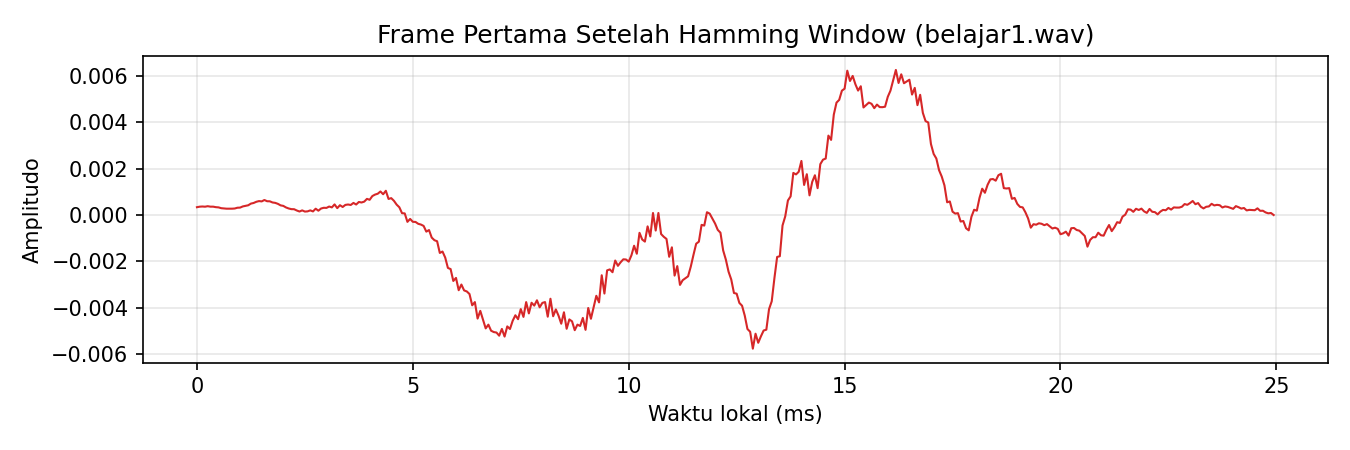 Frame Pertama Setelah Hamming Window (belajar1.wav)
Amplitudo
0.006
0.004
0.002
0.000
−0.002
−0.004
−0.006
0 5 10 15 20 25
Waktu lokal (ms)